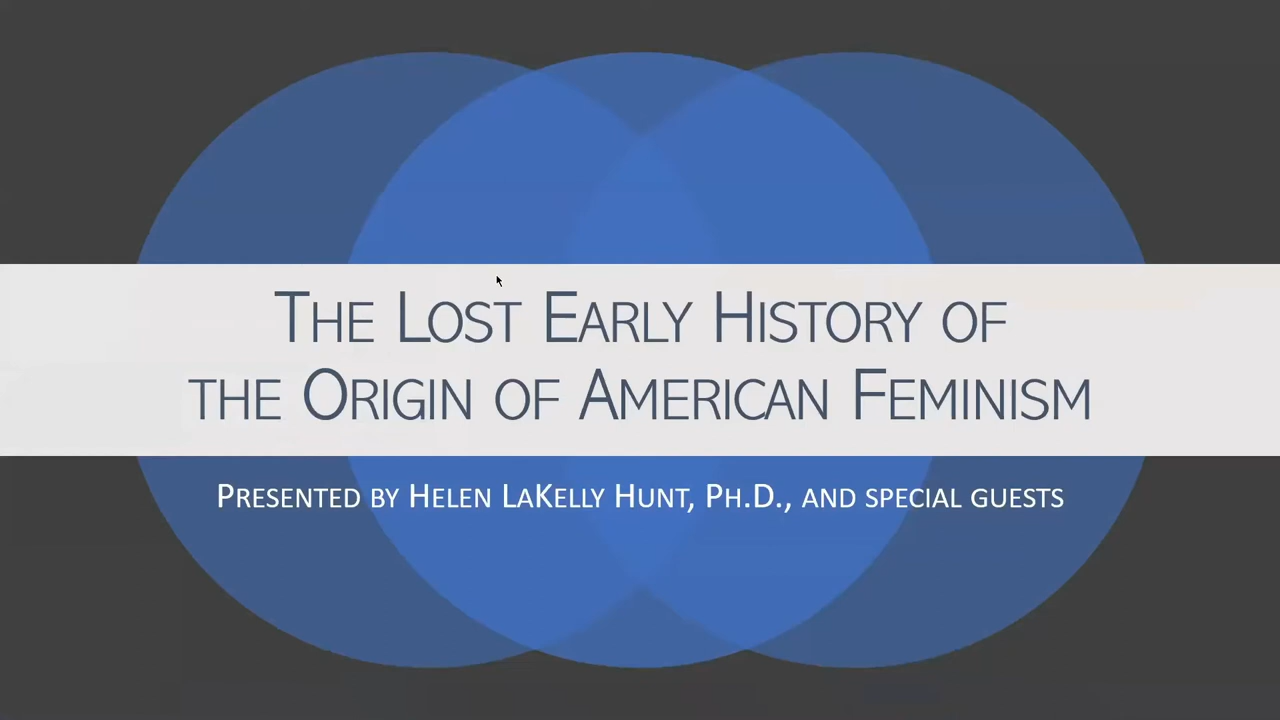 The Lost Early History of
the Origin of American Feminism
Presented by Helen LaKelly Hunt, Ph.D., and special guests